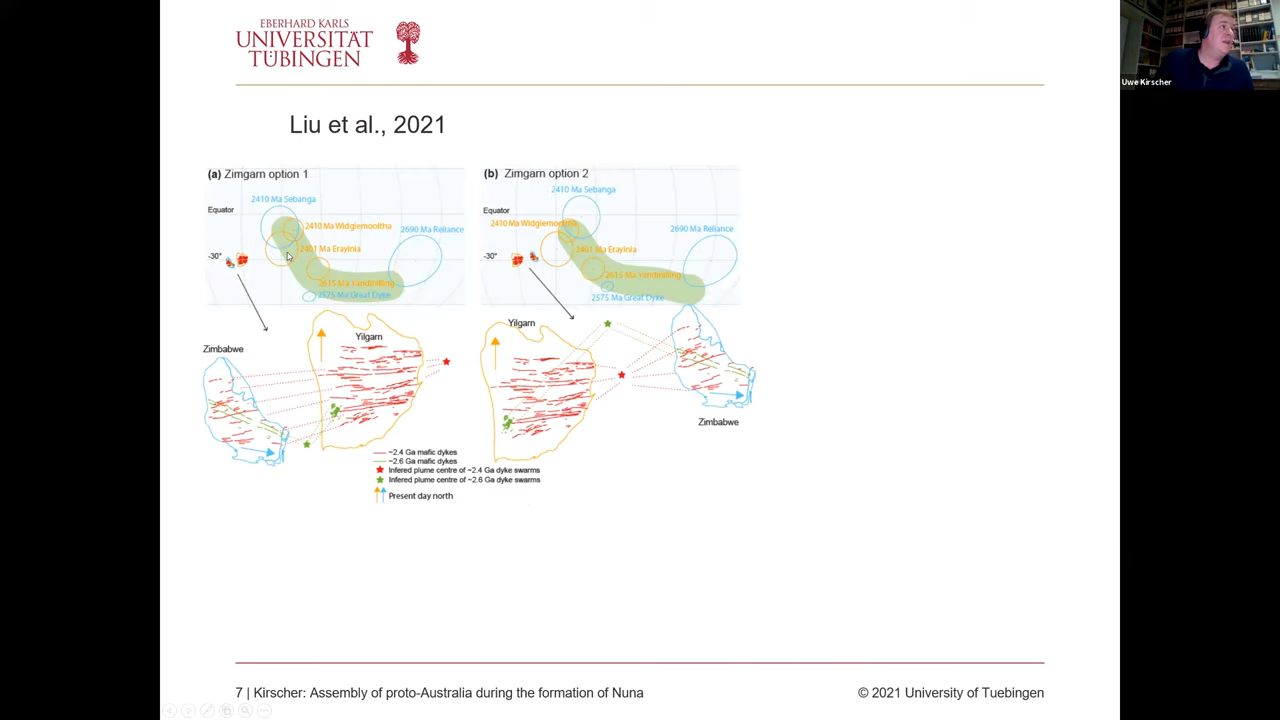 EBERHARD KARLS
UNIVERSITÄT
TÜBINGEN
Uwe Kirscher
Liu et al., 2021
(a) Zimgarn option 1
2410 Ma Sebanga
Equator
2410 Ma Widgiemooltha
2690 Ma Reliance
2401 Ma Erayinia
-30°
2615 Ma Yandinilling
2575 Ma Great Dyke
Yilgarn
Zimbabwe
(b) Zimgarn option 2
2410 Ma Sebanga
Equator
2410 Ma Widgiemooltha
2690 Ma Reliance
2401 Ma Erayinia
-30°
2615 Ma Yandinilling
2575 Ma Great Dyke
Yilgarn
Zimbabwe
~2.4 Ga mafic dykes
~2.6 Ga mafic dykes
Infered plume centre of ~2.4 Ga dyke swarms
Infered plume centre of ~2.6 Ga dyke swarms
Present day north
7 | Kirscher: Assembly of proto-Australia during the formation of Nuna
© 2021 University of Tuebingen